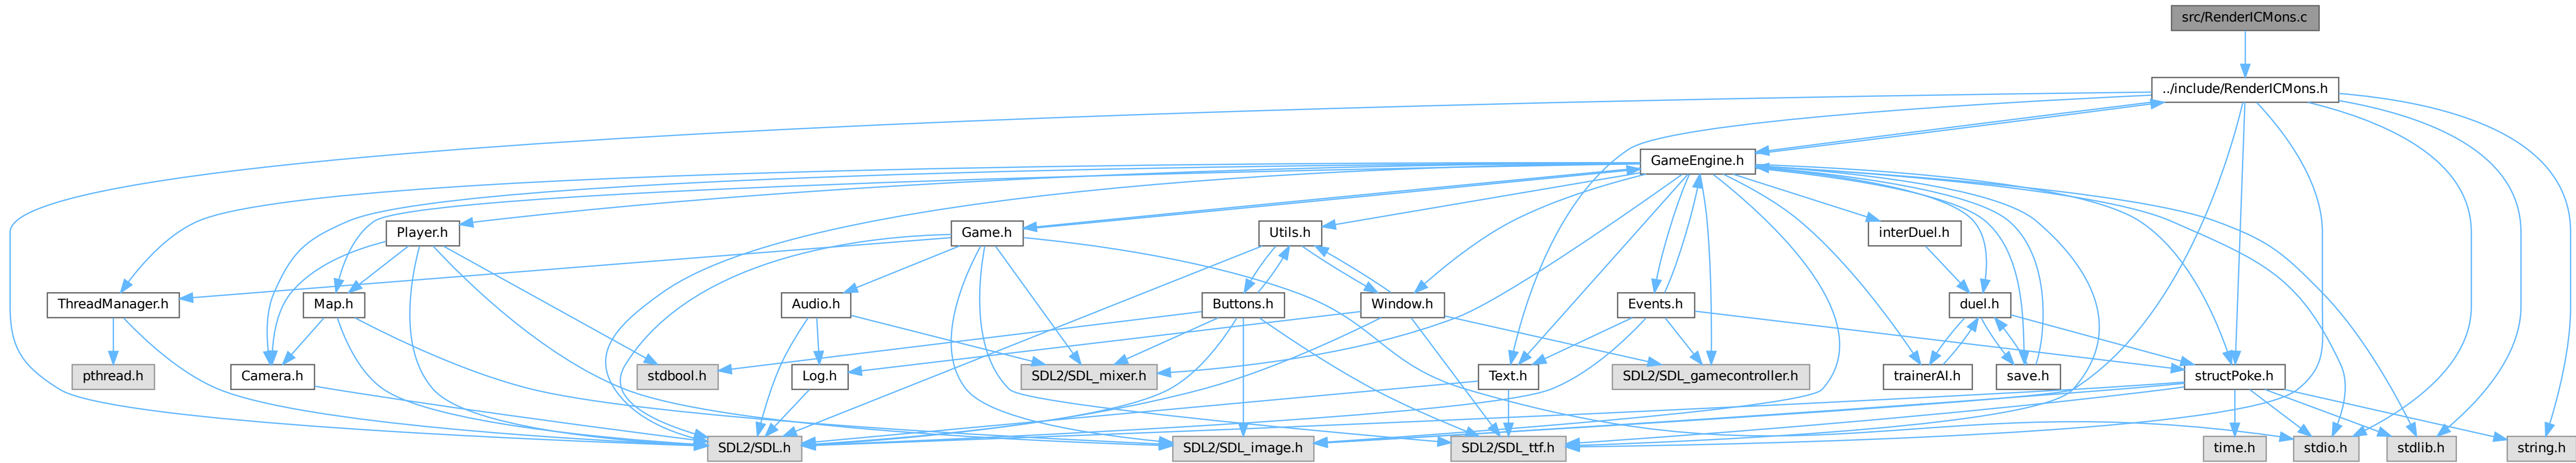 src/RenderICMons.c
../include/RenderICMons.h
GameEngine.h
Player.h
Game.h
Utils.h
interDuel.h
ThreadManager.h
Map.h
Audio.h
Buttons.h
Window.h
Events.h
duel.h
pthread.h
Camera.h
stdbool.h
Log.h
SDL2/SDL_mixer.h
Text.h
SDL2/SDL_gamecontroller.h
trainerAI.h
save.h
structPoke.h
SDL2/SDL.h
SDL2/SDL_image.h
SDL2/SDL_ttf.h
time.h
stdio.h
stdlib.h
string.h